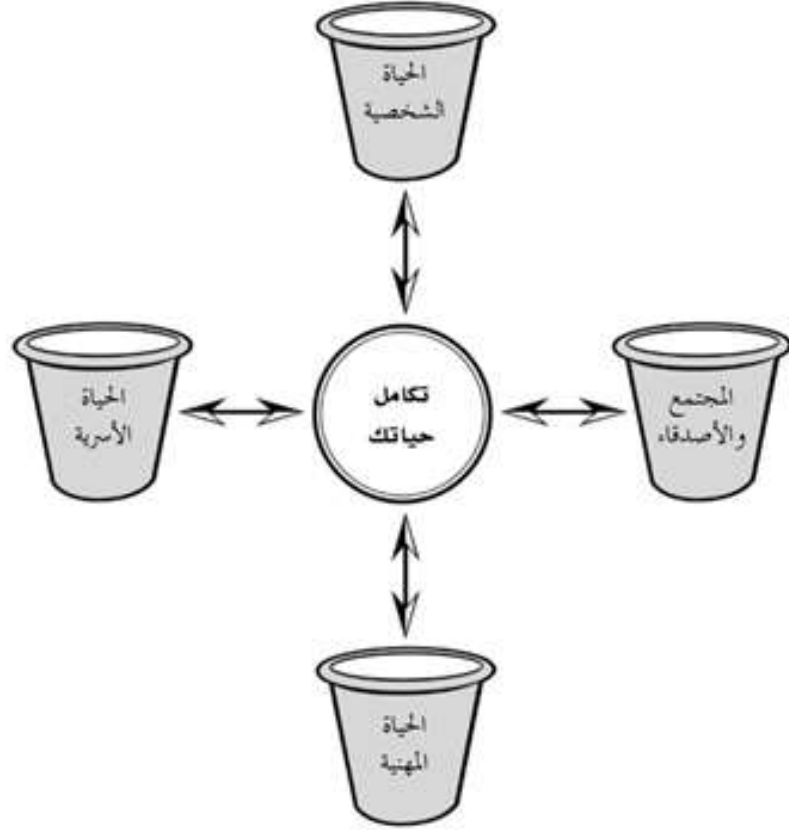 الحياة
الشخصية
الحياة
الأسرية
تكامل
حياتك
المجتمع
والأصدقاء
الحياة
المهنية